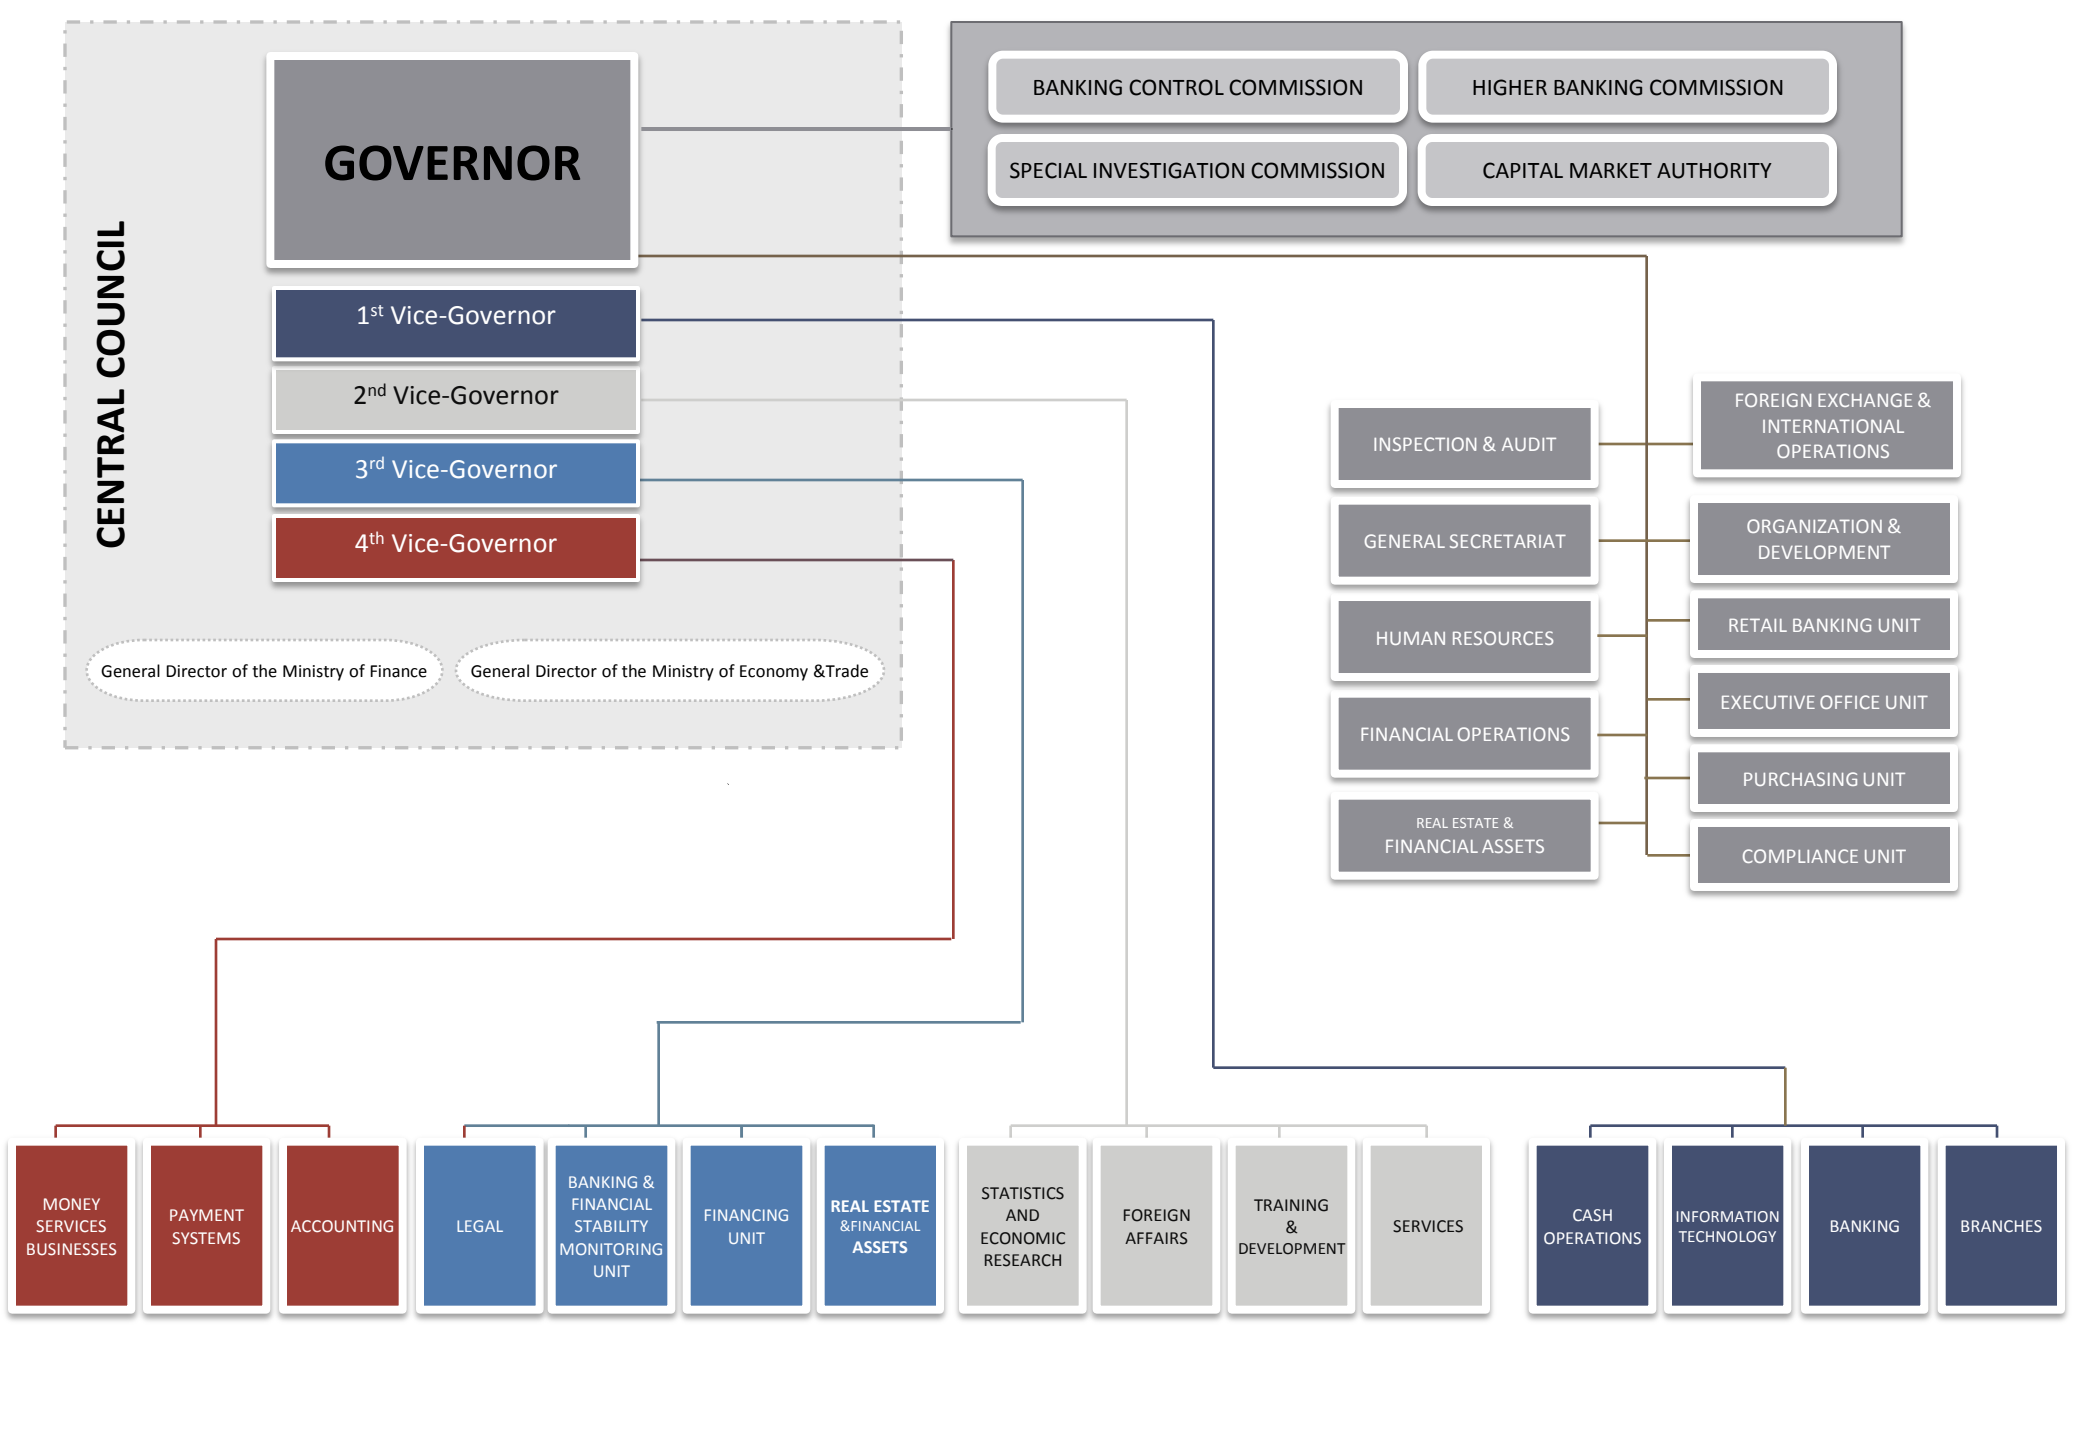 CENTRAL COUNCIL
GOVERNOR
1st Vice-Governor
2nd Vice-Governor
3rd Vice-Governor
4th Vice-Governor
General Director of the Ministry of Finance
General Director of the Ministry of Economy &Trade
BANKING CONTROL COMMISSION
HIGHER BANKING COMMISSION
SPECIAL INVESTIGATION COMMISSION
CAPITAL MARKET AUTHORITY
INSPECTION & AUDIT
GENERAL SECRETARIAT
HUMAN RESOURCES
FINANCIAL OPERATIONS
REAL ESTATE &
FINANCIAL ASSETS
FOREIGN EXCHANGE &
INTERNATIONAL
OPERATIONS
ORGANIZATION &
DEVELOPMENT
RETAIL BANKING UNIT
EXECUTIVE OFFICE UNIT
PURCHASING UNIT
COMPLIANCE UNIT
MONEY
SERVICES
BUSINESSES
PAYMENT
SYSTEMS
ACCOUNTING
LEGAL
BANKING &
FINANCIAL
STABILITY
MONITORING
UNIT
FINANCING
UNIT
REAL ESTATE
&FINANCIAL
ASSETS
STATISTICS
AND
ECONOMIC
RESEARCH
FOREIGN
AFFAIRS
TRAINING
&
DEVELOPMENT
SERVICES
CASH
OPERATIONS
INFORMATION
TECHNOLOGY
BANKING
BRANCHES